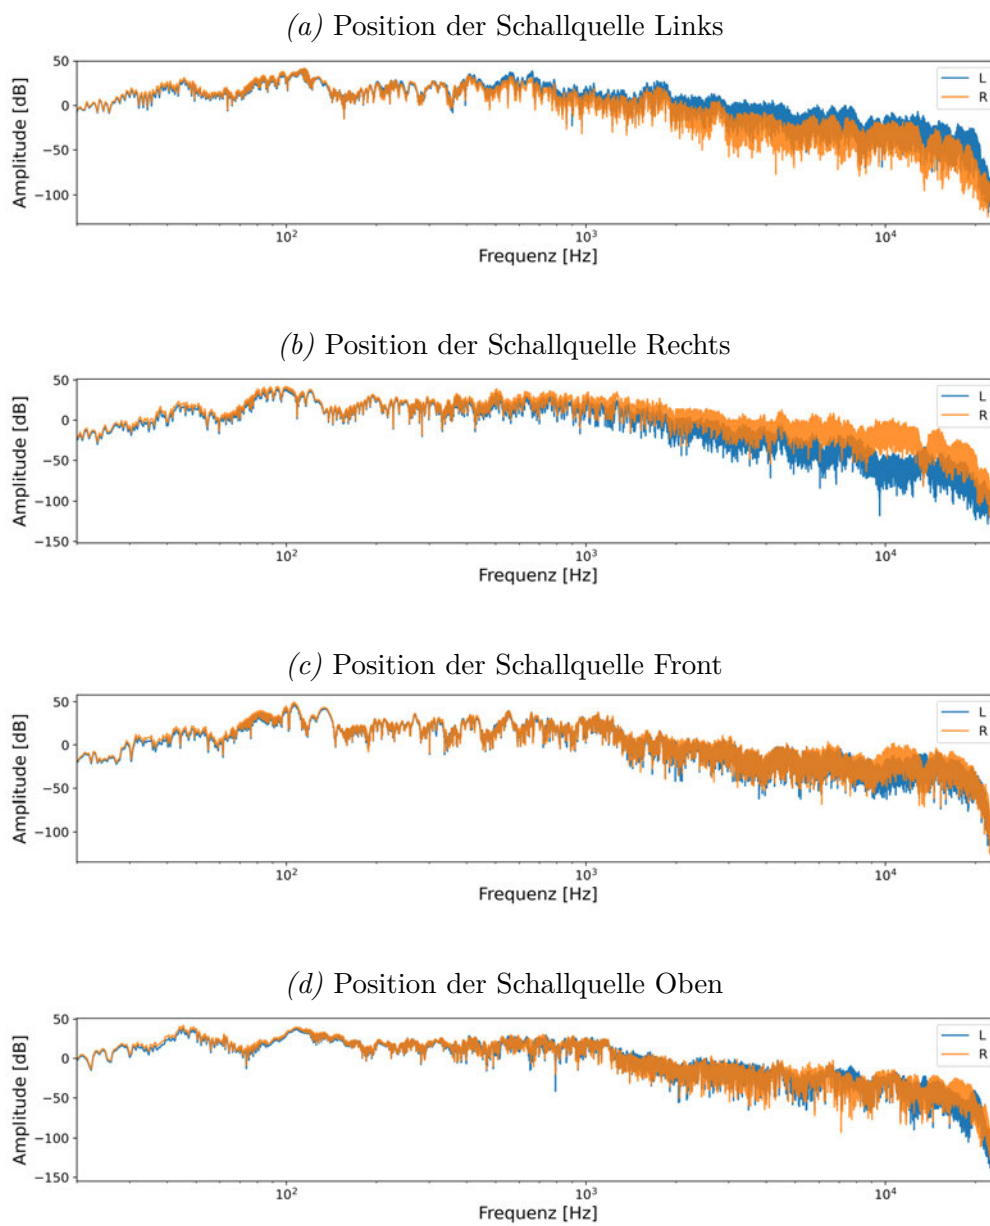 (a) Position der Schallquelle Links
50
0
−50
−100
Amplitude [dB]
L
R
10²
10³
10⁴
Frequenz [Hz]
(b) Position der Schallquelle Rechts
50
0
−50
−100
−150
Amplitude [dB]
L
R
10²
10³
10⁴
Frequenz [Hz]
(c) Position der Schallquelle Front
50
0
−50
−100
Amplitude [dB]
L
R
10²
10³
10⁴
Frequenz [Hz]
(d) Position der Schallquelle Oben
50
0
−50
−100
−150
Amplitude [dB]
L
R
10²
10³
10⁴
Frequenz [Hz]